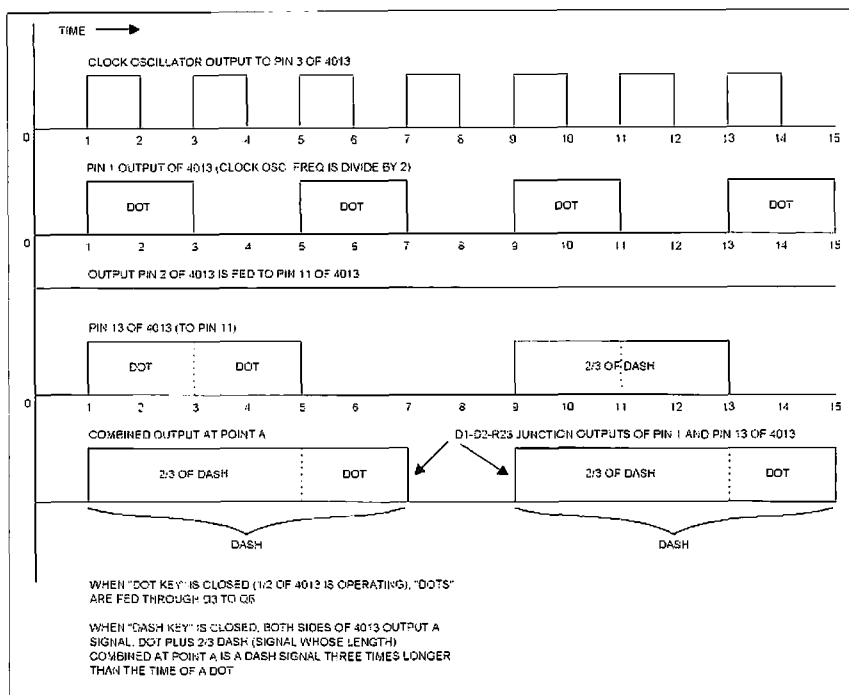 TIME
CLOCK OSCILLATOR OUTPUT TO PIN 3 OF 4013
0 1 2 3 4 5 6 7 8 9 10 11 12 13 14 15
PIN 1 OUTPUT OF 4013 (CLOCK OSC. FREQ IS DIVIDE BY 2)
DOT DOT DOT DOT
0 1 2 3 4 5 6 7 8 9 10 11 12 13 14 15
OUTPUT PIN 2 OF 4013 IS FED TO PIN 11 OF 4013
PIN 13 OF 4013 (TO PIN 11)
DOT DOT 2/3 OF DASH
0 1 2 3 4 5 6 7 8 9 10 11 12 13 14 15
COMBINED OUTPUT AT POINT A D1-D2-R23 JUNCTION OUTPUTS OF PIN 1 AND PIN 13 OF 4013
2/3 OF DASH DOT 2/3 OF DASH DOT
DASH DASH
WHEN "DOT KEY" IS CLOSED (1/2 OF 4013 IS OPERATING), "DOTS"
ARE FED THROUGH Q3 TO Q6
WHEN "DASH KEY" IS CLOSED, BOTH SIDES OF 4013 OUTPUT A
SIGNAL. DOT PLUS 2/3 DASH (SIGNAL WHOSE LENGTH)
COMBINED AT POINT A IS A DASH SIGNAL THREE TIMES LONGER
THAN THE TIME OF A DOT